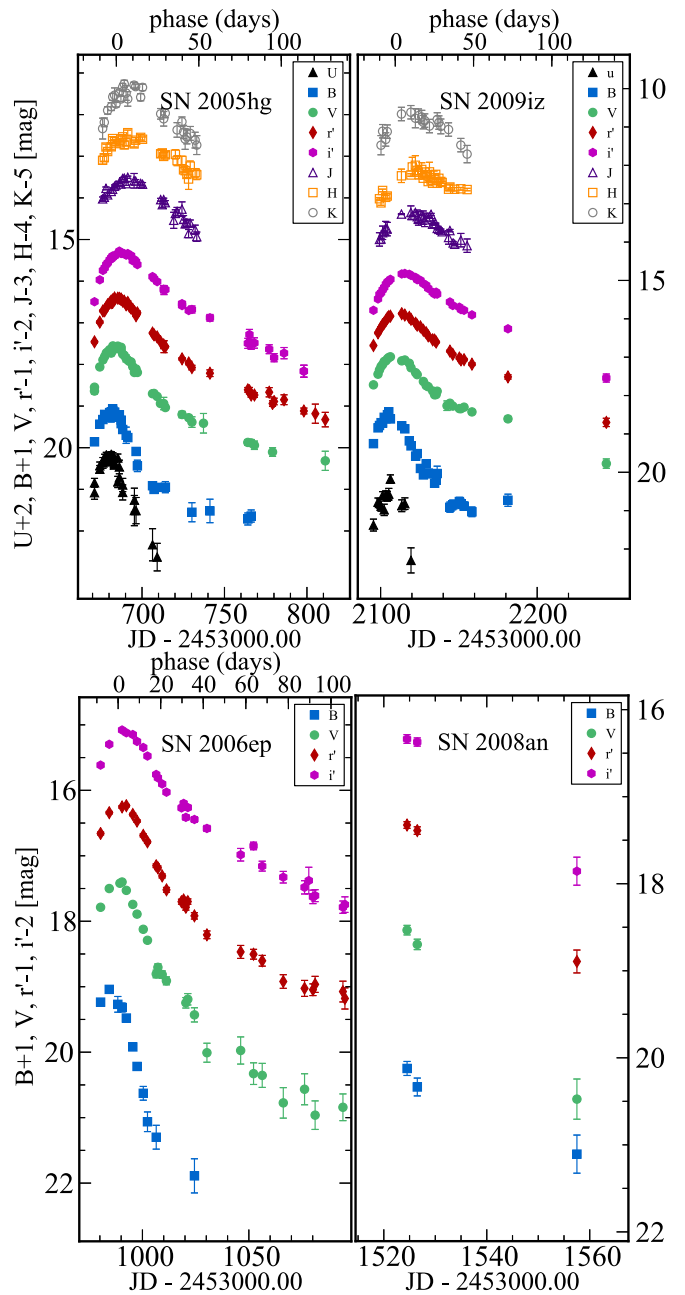 phase (days)
phase (days)
0 50 100
0 50 100
SN 2005hg
U
B
V
r'
i'
J
H
K
SN 2009iz
u
B
V
r'
i'
J
H
K
15
20
10
15
20
U+2, B+1, V, r'-1, i'-2, J-3, H-4, K-5 [mag]
700 750 800
2100 2200
JD - 2453000.00
JD - 2453000.00
phase (days)
0 20 40 60 80 100
SN 2006ep
B
V
r'
i'
SN 2008an
B
V
r'
i'
16
18
20
22
16
18
20
22
B+1, V, r'-1, i'-2 [mag]
1000 1050
1520 1540 1560
JD - 2453000.00
JD - 2453000.00